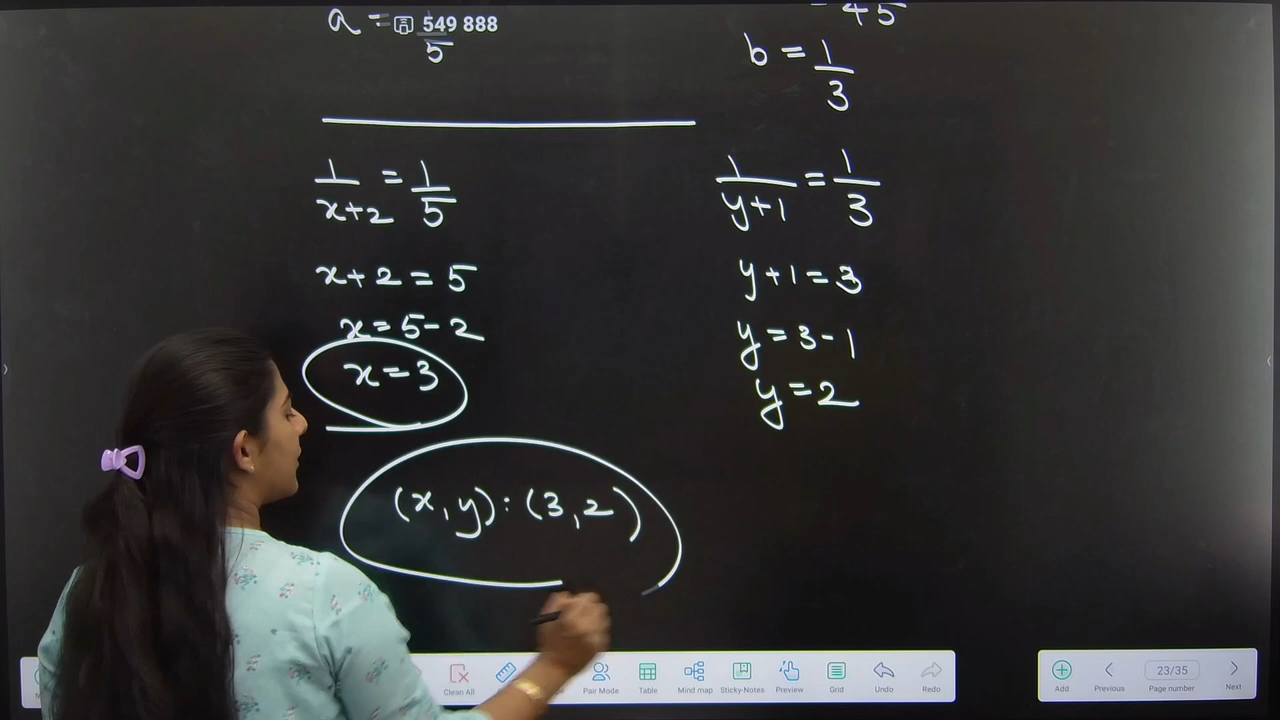 a = 1/5
549 888
= 45
b = 1/3
1/(x+2) = 1/5
x+2 = 5
x = 5-2
x = 3
1/(y+1) = 1/3
y+1 = 3
y = 3-1
y = 2
(x,y) : (3,2)
Clean All
Pair Mode
Table
Mind map
Sticky-Notes
Preview
Grid
Undo
Redo
Add
Previous
23/35
Page number
Next